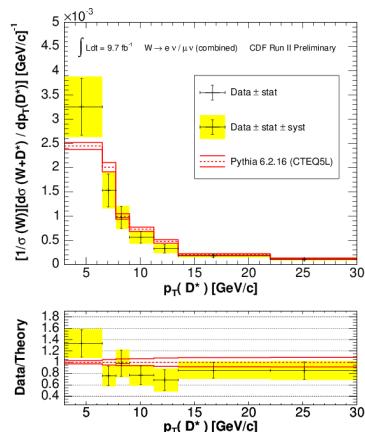 ×10⁻³
∫ Ldt = 9.7 fb⁻¹ W → e ν / μ ν (combined) CDF Run II Preliminary
[1/σ (W)][dσ (W+D*) / dp_T(D*)] [GeV/c]⁻¹
5
4.5
4
3.5
3
2.5
2
1.5
1
0.5
0
Data ± stat
Data ± stat ± syst
Pythia 6.2.16 (CTEQ5L)
5 10 15 20 25 30
p_T( D* ) [GeV/c]
Data/Theory
1.8
1.6
1.4
1.2
1
0.8
0.6
0.4
5 10 15 20 25 30
p_T( D* ) [GeV/c]